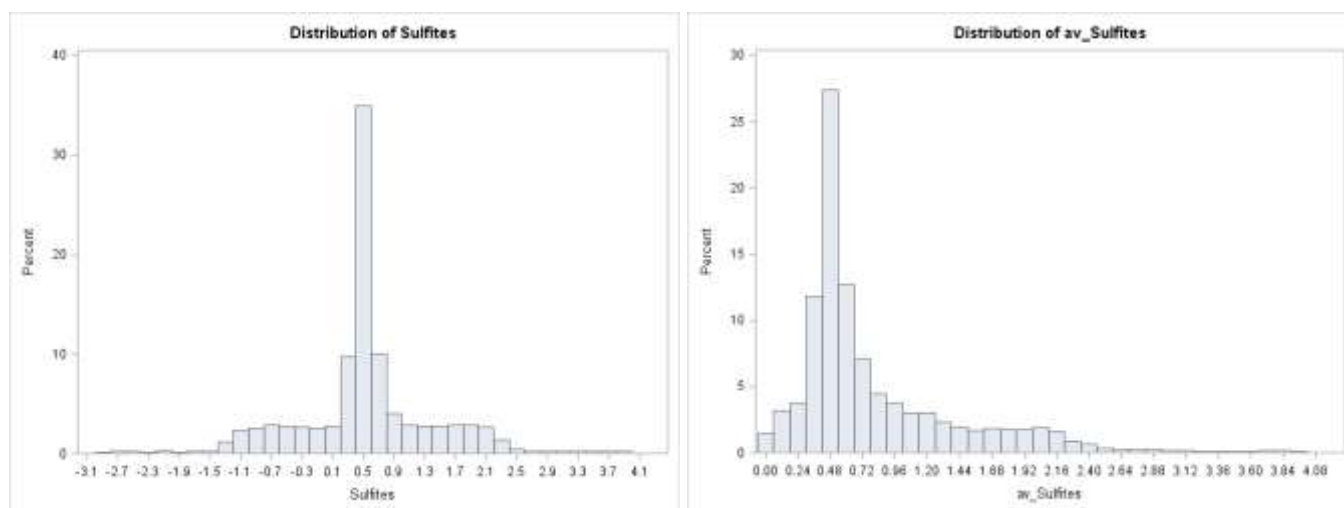 Distribution of Sulfites
40
30
20
10
0
Percent
-3.1 -2.7 -2.3 -1.9 -1.5 -1.1 -0.7 -0.3 0.1 0.5 0.9 1.3 1.7 2.1 2.5 2.9 3.3 3.7 4.1
Sulfites
Distribution of av_Sulfites
30
25
20
15
10
5
0
Percent
0.00 0.24 0.48 0.72 0.96 1.20 1.44 1.68 1.92 2.16 2.40 2.64 2.88 3.12 3.36 3.60 3.84 4.08
av_Sulfites